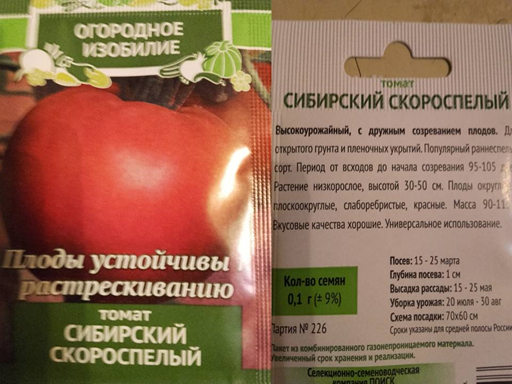 ОГОРОДНОЕ
ИЗОБИЛИЕ
Плоды устойчивы
растрескиванию
томат
СИБИРСКИЙ
СКОРОСПЕЛЫЙ
томат
СИБИРСКИЙ СКОРОСПЕЛЫЙ
Высокоурожайный, с дружным созреванием плодов.
открытого грунта и пленочных укрытий. Популярный
сорт. Период от всходов до начала созревания 95-105
Растение низкорослое, высотой 30-50 см. Плоды
плоскоокруглые, слаборебристые, красные. Масса
Вкусовые качества хорошие. Универсальное использование.
Кол-во семян
0,1 г (± 9%)
Партия № 226
Посев: 15 - 25 марта
Глубина посева: 1 см
Высадка рассады: 15 - 25 мая
Уборка урожая: 20 июля - 30 авг
Схема посадки: 70х60 см
Сроки указаны для средней полосы России
Пакет из комбинированного газонепроницаемого материала.
Увеличенный срок хранения и реализации.
Селекционно-семеноводческая
компания ПОИСК